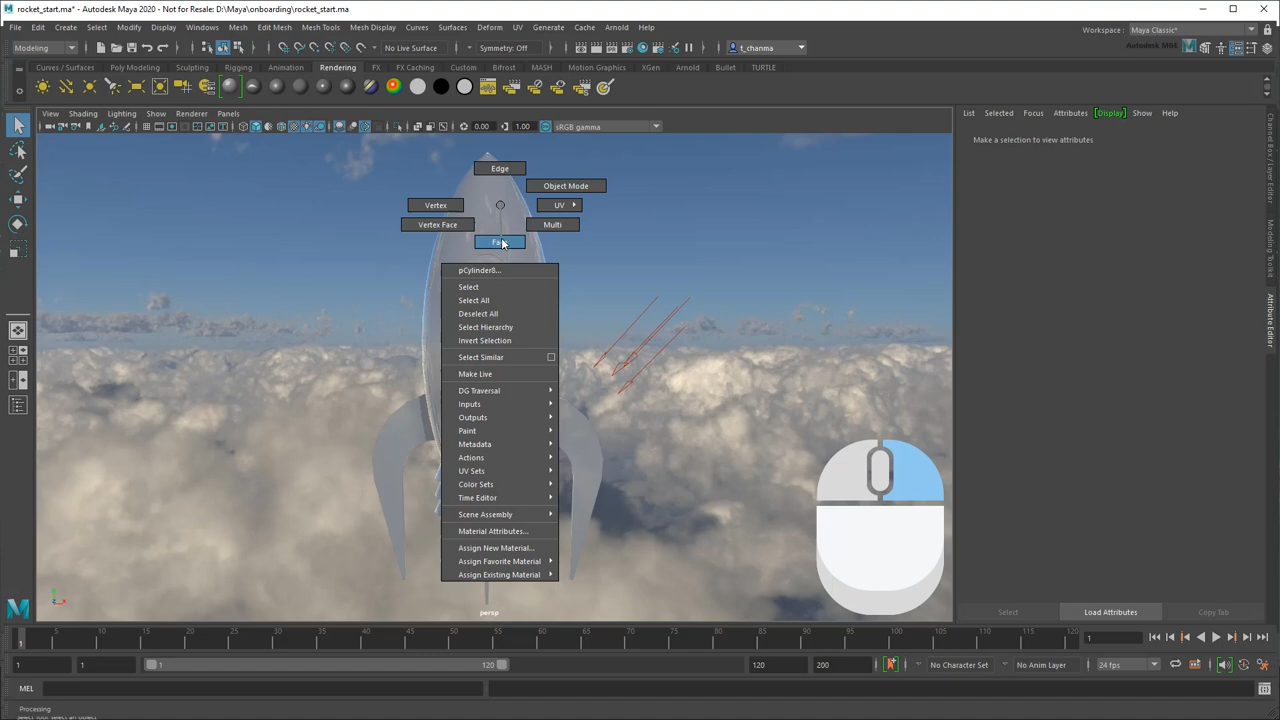 rocket_start.ma* - Autodesk Maya 2020 - Not for Resale: D:\Maya\onboarding\rocket_start.ma
File Edit Create Select Modify Display Windows Mesh Edit Mesh Mesh Tools Mesh Display Curves Surfaces Deform UV Generate Cache Arnold Help
Workspace : Maya Classic*
Modeling
No Live Surface
Symmetry: Off
t_chanma
Autodesk M&E
Curves / Surfaces Poly Modeling Sculpting Rigging Animation Rendering FX FX Caching Custom Bifrost MASH Motion Graphics XGen Arnold Bullet TURTLE
View Shading Lighting Show Renderer Panels
0.00 1.00 sRGB gamma
List Selected Focus Attributes Display Show Help
Make a selection to view attributes
Channel Box / Layer Editor
Modeling Toolkit
Attribute Editor
Edge
Object Mode
Vertex
UV
Vertex Face
Multi
pCylinder8...
Select
Select All
Deselect All
Select Hierarchy
Invert Selection
Select Similar
Make Live
DG Traversal
Inputs
Outputs
Paint
Metadata
Actions
UV Sets
Color Sets
Time Editor
Scene Assembly
Material Attributes...
Assign New Material...
Assign Favorite Material
Assign Existing Material
persp
Select Load Attributes Copy Tab
1 5 10 15 20 25 30 35 40 45 50 55 60 65 70 75 80 85 90 95 100 105 110 115 120 1
1 1 1 120 120 200 No Character Set No Anim Layer 24 fps
MEL
Processing